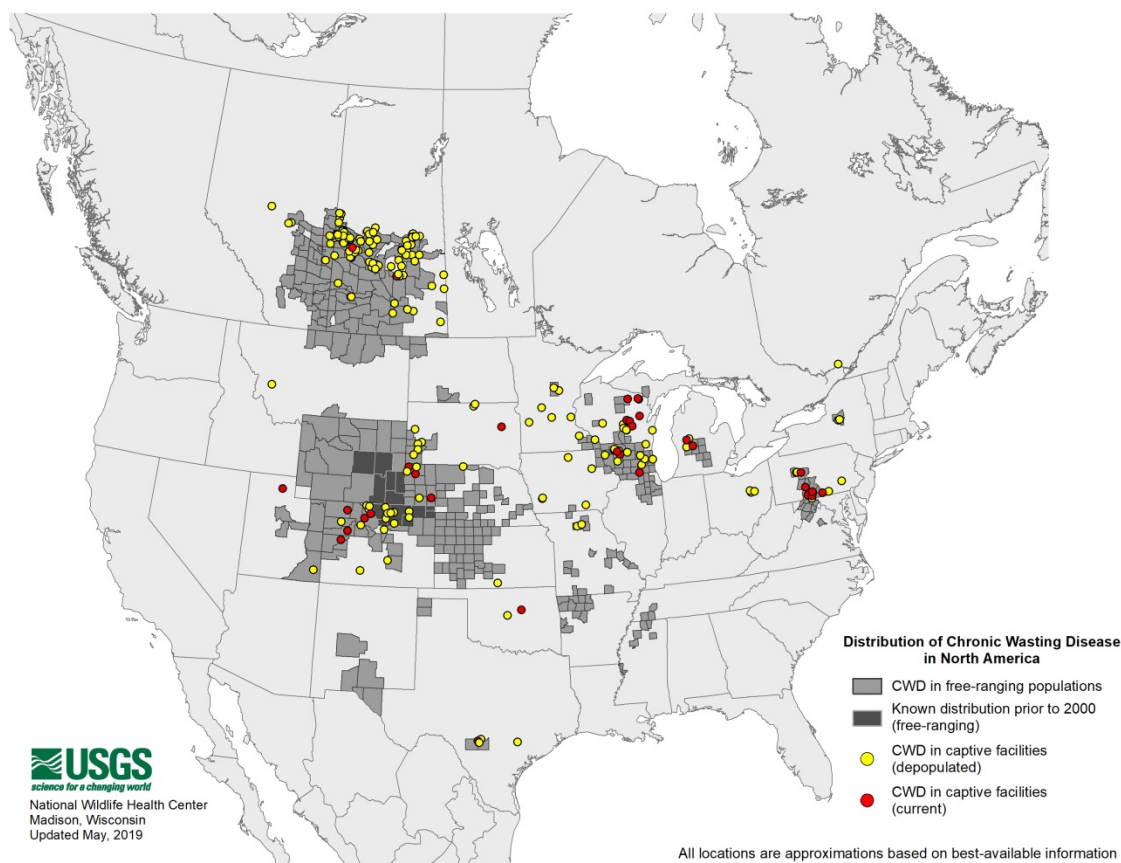 Distribution of Chronic Wasting Disease
in North America
CWD in free-ranging populations
Known distribution prior to 2000
(free-ranging)
CWD in captive facilities
(depopulated)
CWD in captive facilities
(current)
USGS
science for a changing world
National Wildlife Health Center
Madison, Wisconsin
Updated May, 2019
All locations are approximations based on best-available information